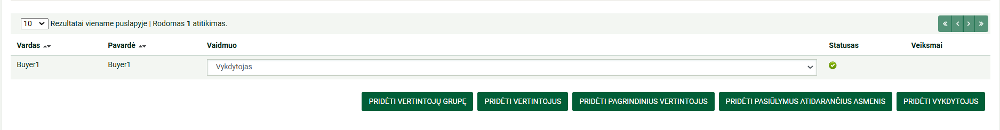 10 Rezultatai viename puslapyje | Rodomas 1 atitikimas.
Vardas Pavardė Vaidmuo Statusas Veiksmai
Buyer1 Buyer1 Vykdytojas
PRIDĖTI VERTINTOJŲ GRUPĘ PRIDĖTI VERTINTOJUS PRIDĖTI PAGRINDINIUS VERTINTOJUS PRIDĖTI PASIŪLYMUS ATIDARANČIUS ASMENIS PRIDĖTI VYKDYTOJUS